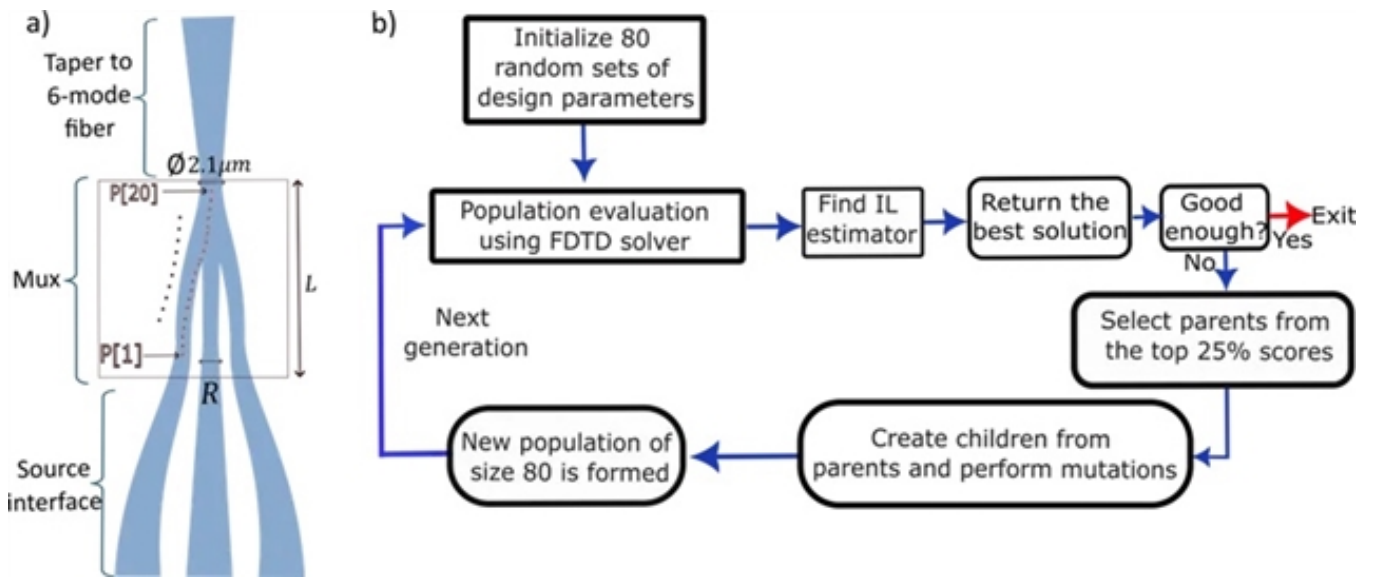 a)
Taper to
6-mode
fiber
Ø2.1μm
P[20]
Mux
L
P[1]
R
Source
interface
b)
Initialize 80
random sets of
design parameters
Population evaluation
using FDTD solver
Find IL
estimator
Return the
best solution
Good
enough?
Yes
Exit
No
Select parents from
the top 25% scores
Create children from
parents and perform mutations
New population of
size 80 is formed
Next
generation